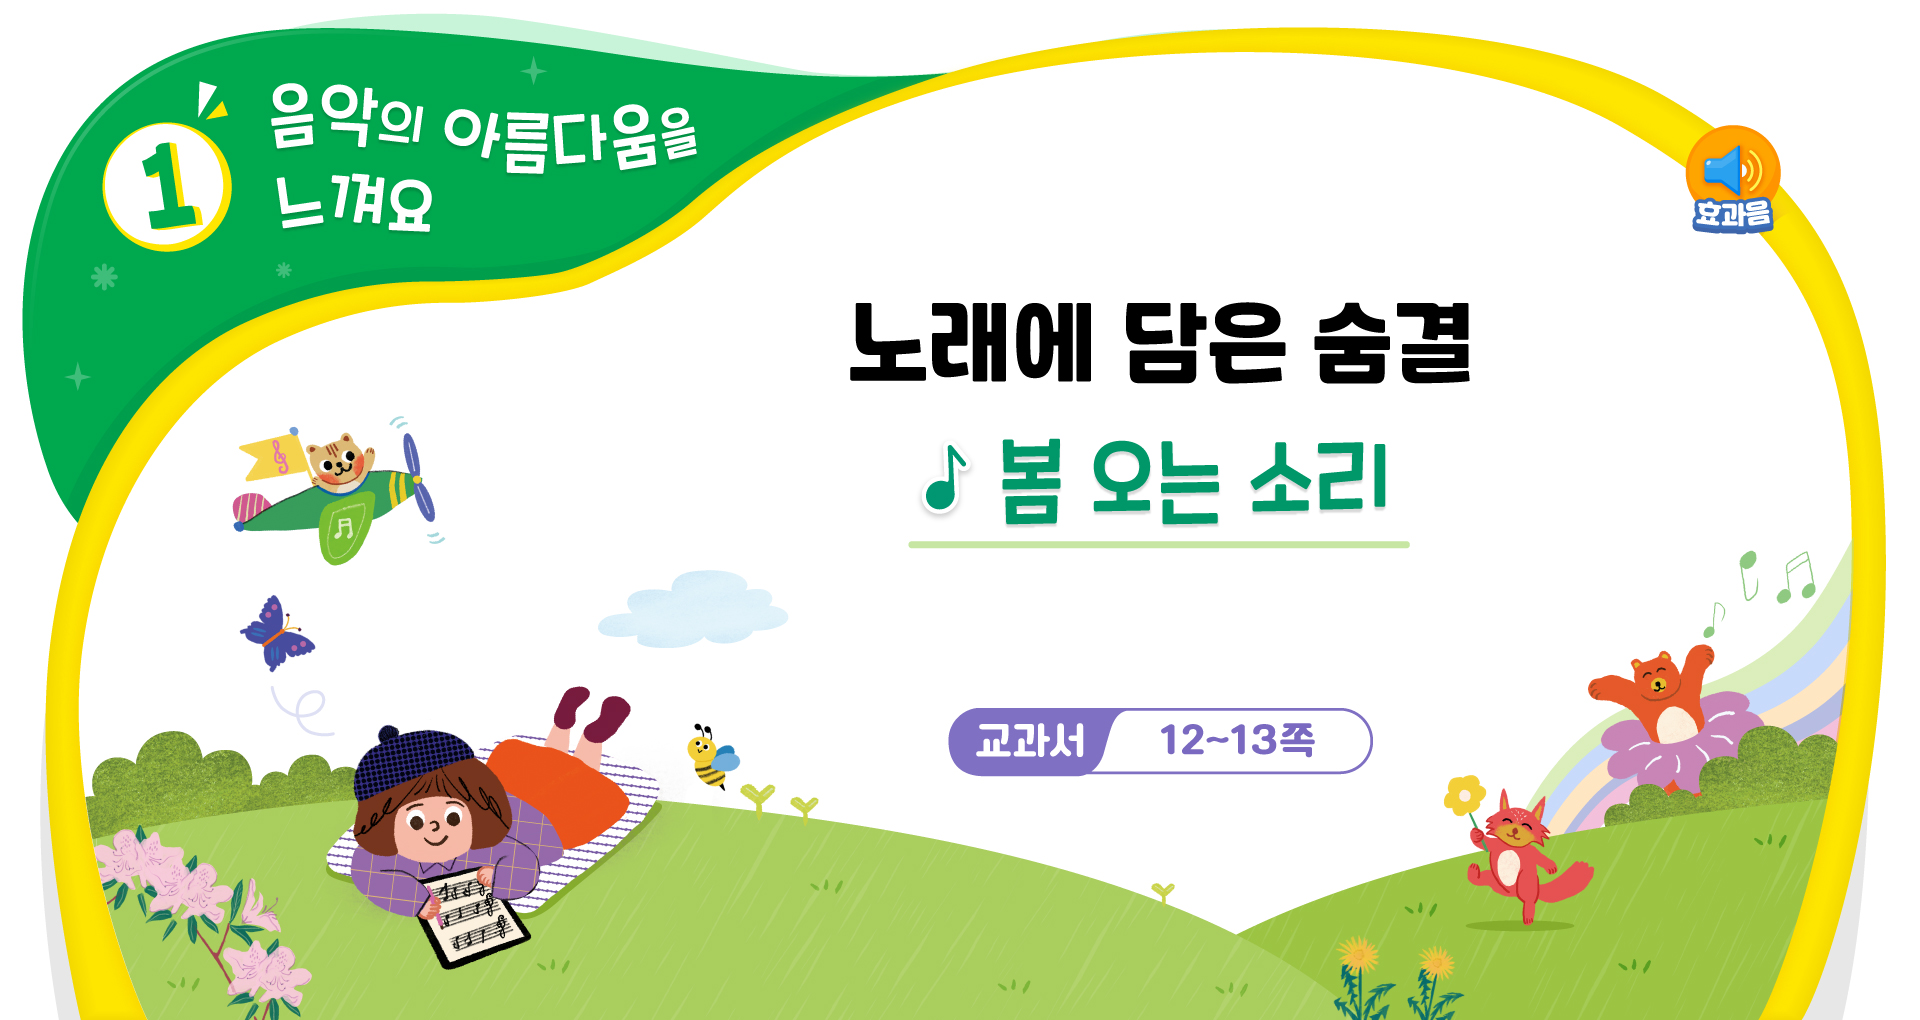 1
음악의 아름다움을
느껴요
효과음
노래에 담은 숨결
♪ 봄 오는 소리
교과서 12~13쪽